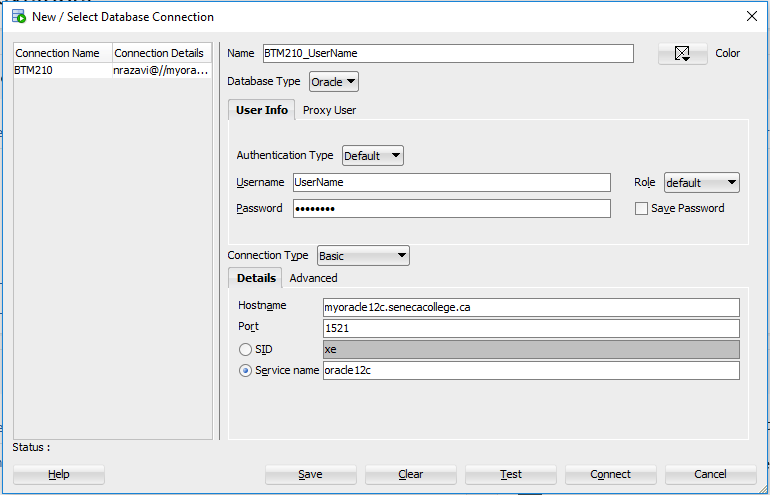 New / Select Database Connection
Connection Name Connection Details
BTM210 nrazavi@//myora...
Name BTM210_UserName Color
Database Type Oracle
User Info Proxy User
Authentication Type Default
Username UserName Role default
Password •••••••• Save Password
Connection Type Basic
Details Advanced
Hostname myoracle12c.senecacollege.ca
Port 1521
SID xe
Service name oracle12c
Status :
Help Save Clear Test Connect Cancel